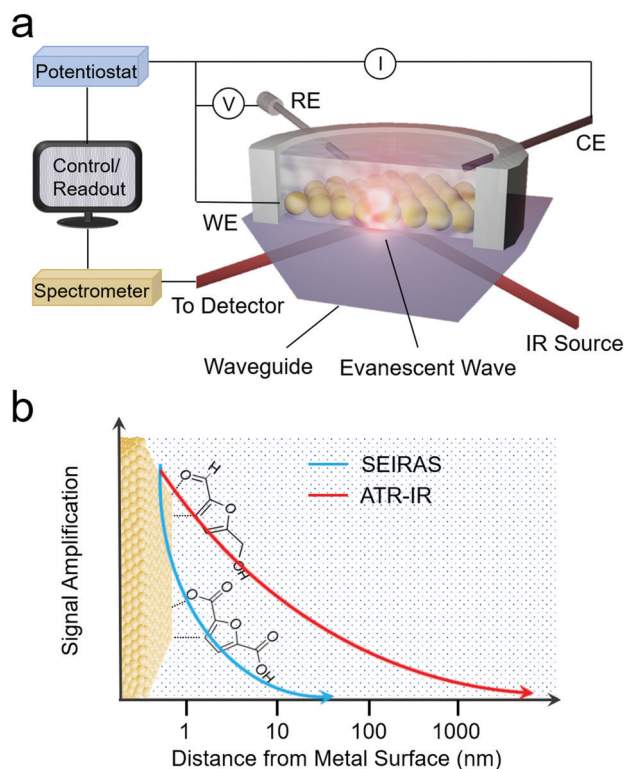 a
Potentiostat
I
V
RE
CE
Control/
Readout
WE
Spectrometer
To Detector
IR Source
Waveguide
Evanescent Wave
b
SEIRAS
ATR-IR
Signal Amplification
O
H
O
OH
O
O
O
O
OH
1 10 100 1000
Distance from Metal Surface (nm)